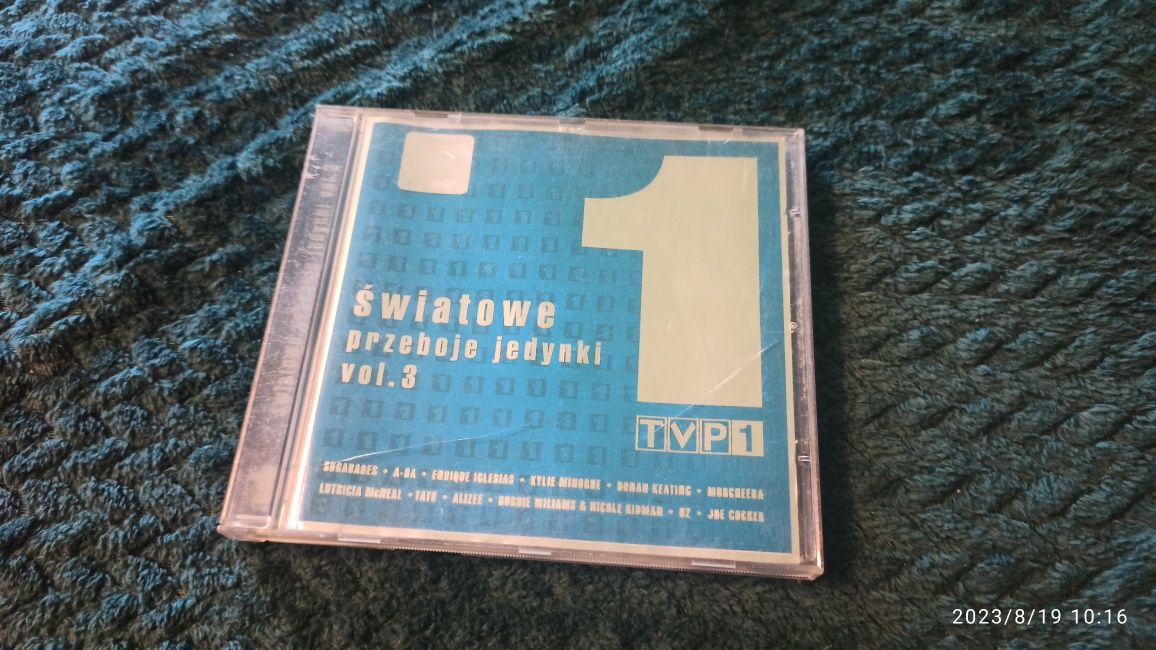 1
światowe
przeboje jedynki
vol.3
TVP1
SUGABABES • A-HA • ENRIQUE IGLESIAS • KYLIE MINOGUE • RONAN KEATING • MORCHEEBA
LUTRICIA McNEAL • TATU • ALIZEE • ROBBIE WILIAMS & NICOLE KIDMAN • U2 • JOE COCKER
2023/8/19 10:16